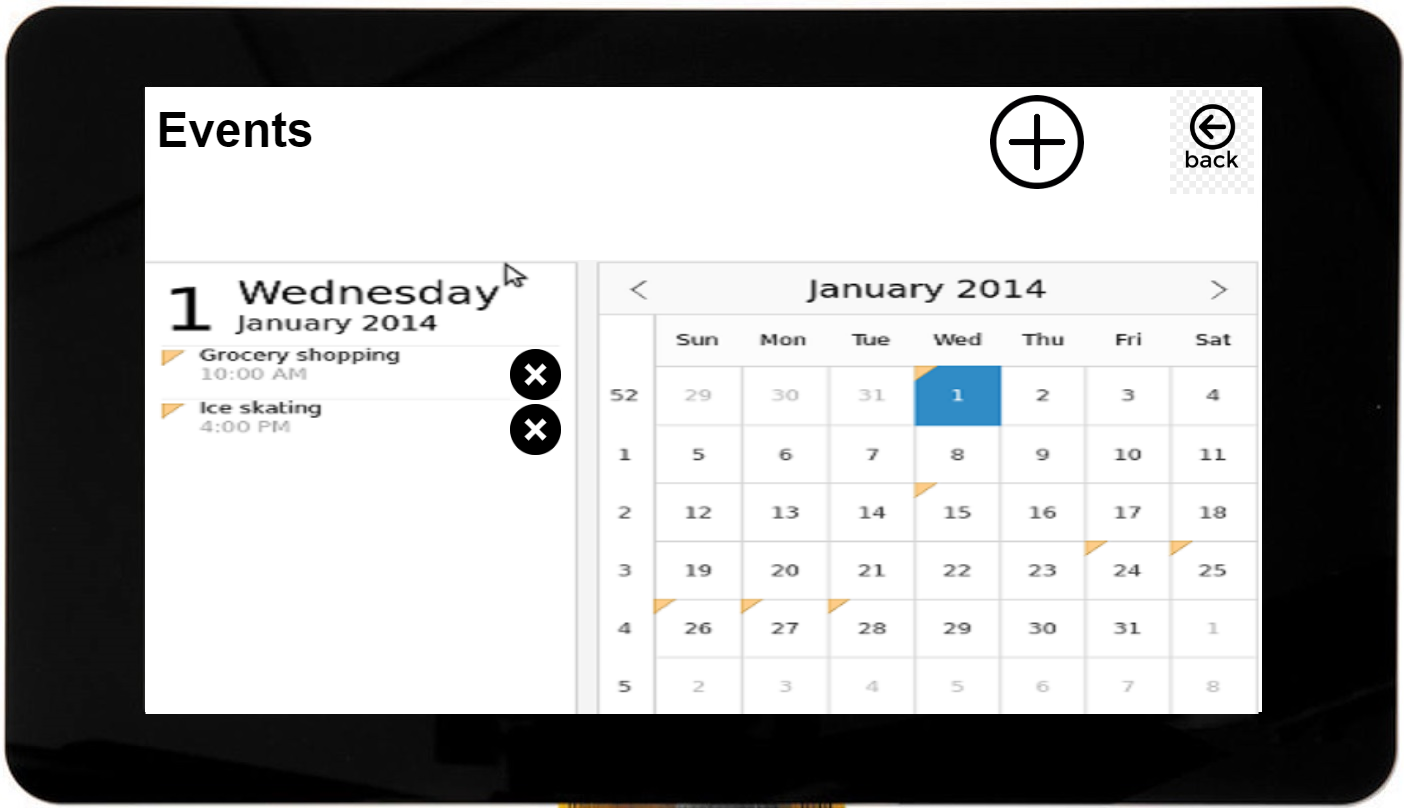 Events
back
1 Wednesday
January 2014
Grocery shopping
10:00 AM
Ice skating
4:00 PM
January 2014
Sun Mon Tue Wed Thu Fri Sat
52 29 30 31 1 2 3 4
1 5 6 7 8 9 10 11
2 12 13 14 15 16 17 18
3 19 20 21 22 23 24 25
4 26 27 28 29 30 31 1
5 2 3 4 5 6 7 8